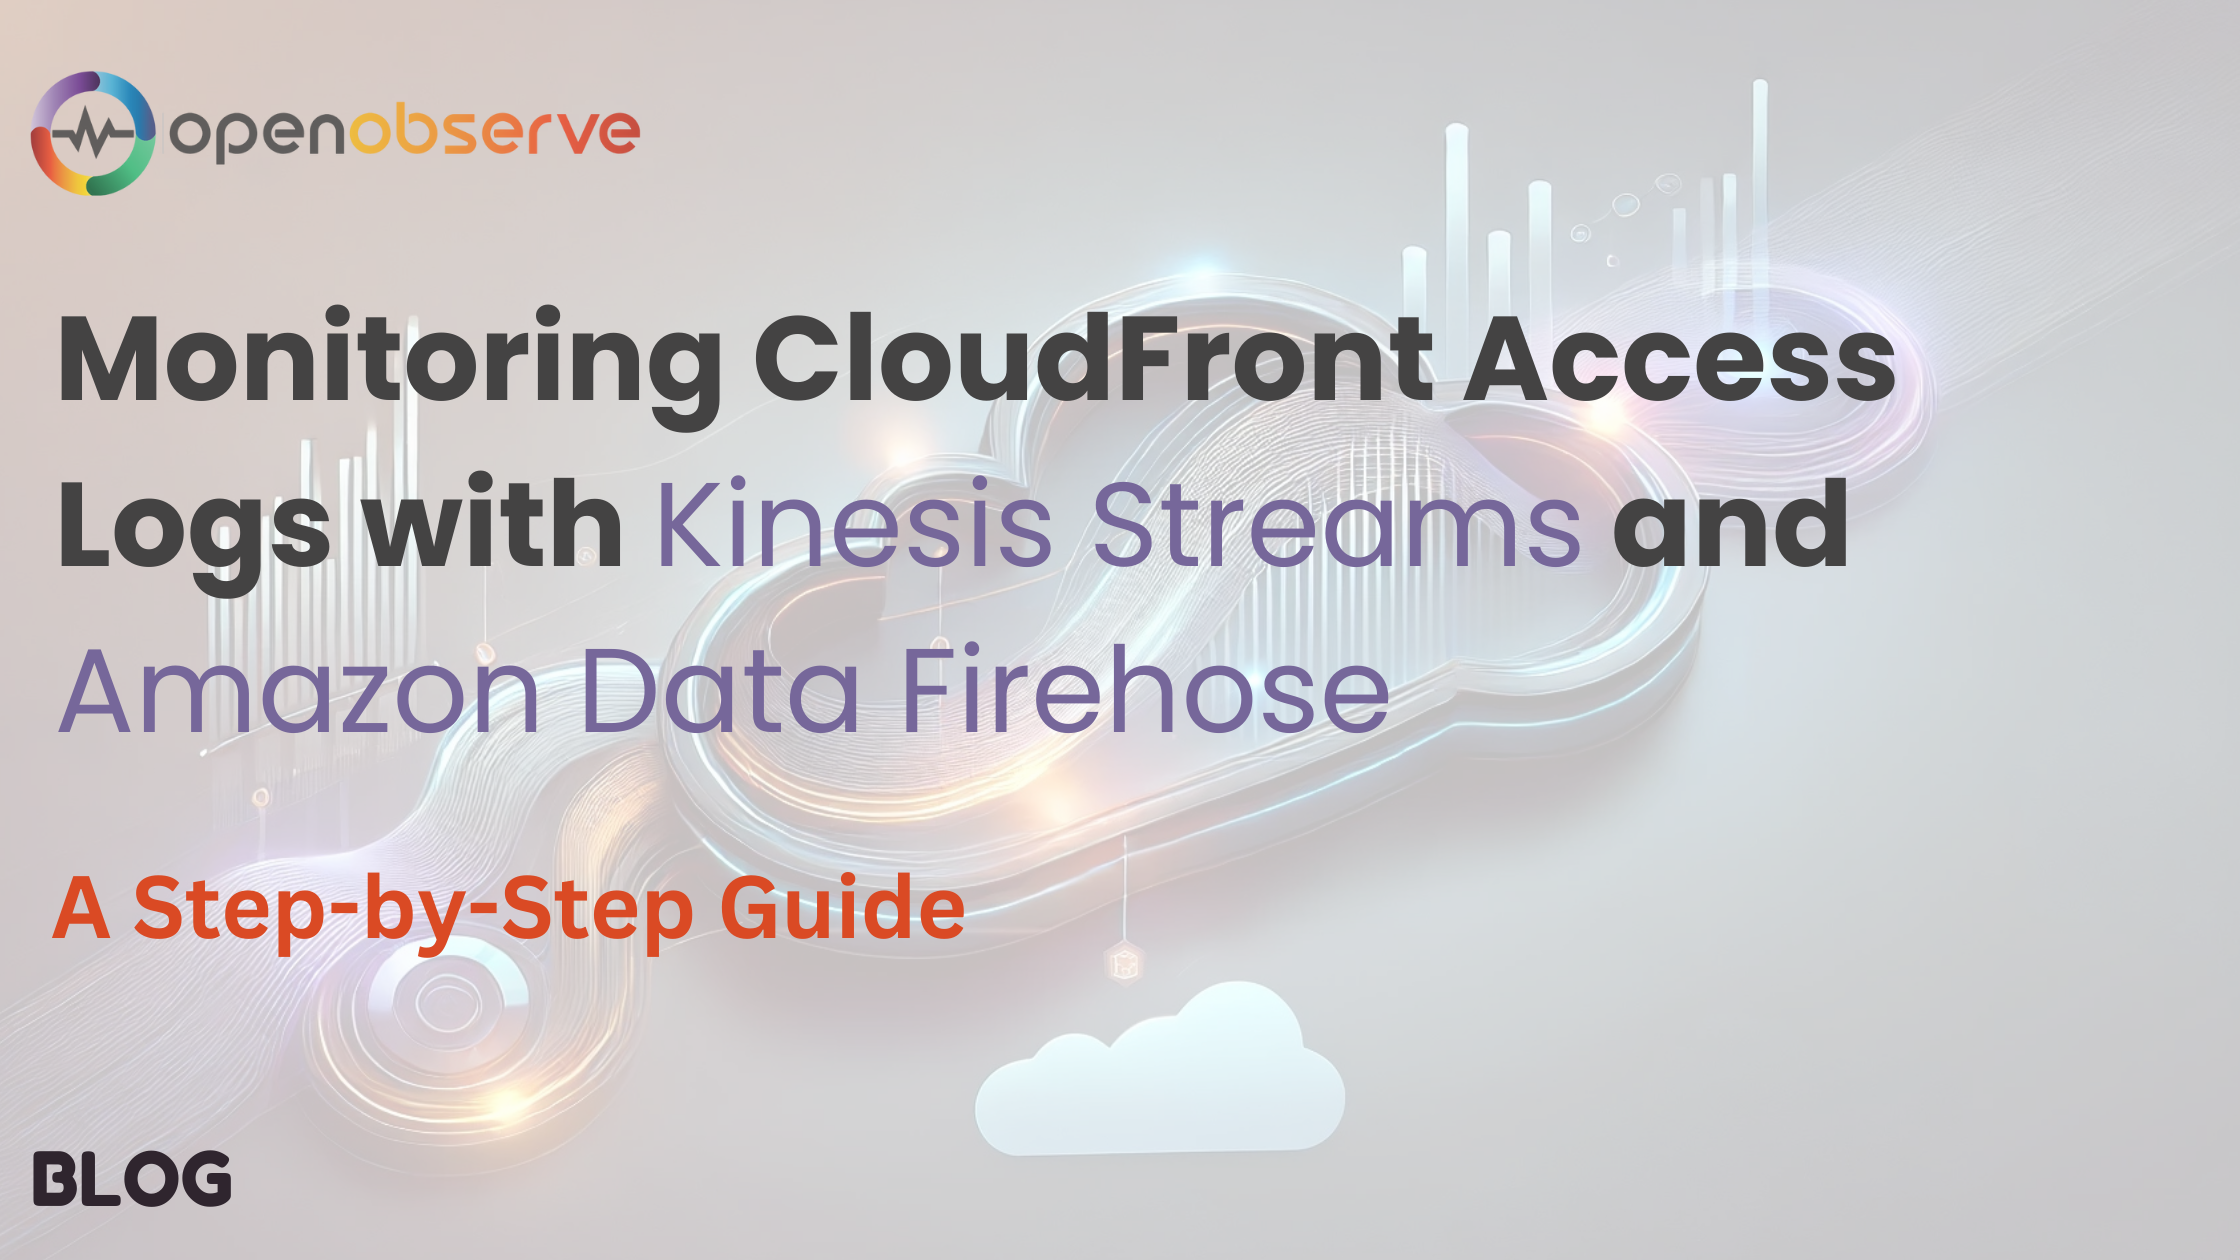 openobserve
Monitoring CloudFront Access
Logs with Kinesis Streams and
Amazon Data Firehose
A Step-by-Step Guide
BLOG